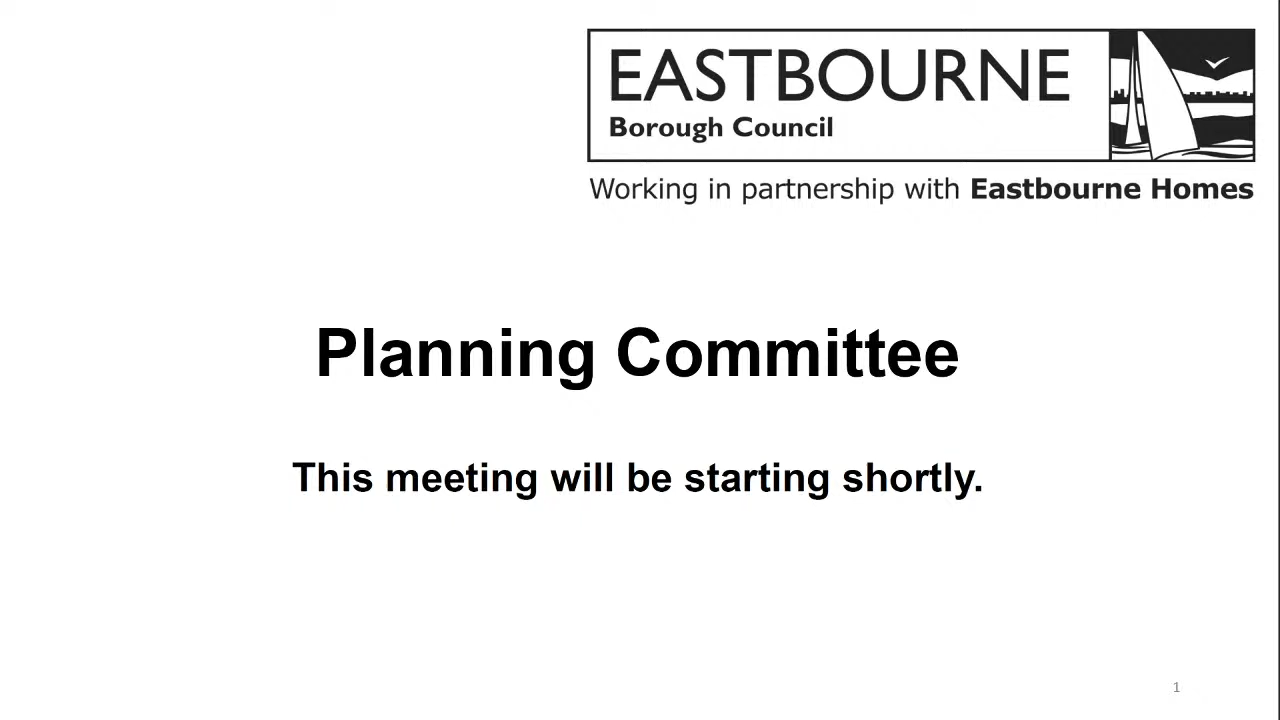 EASTBOURNE
Borough Council
Working in partnership with Eastbourne Homes
Planning Committee
This meeting will be starting shortly.
1